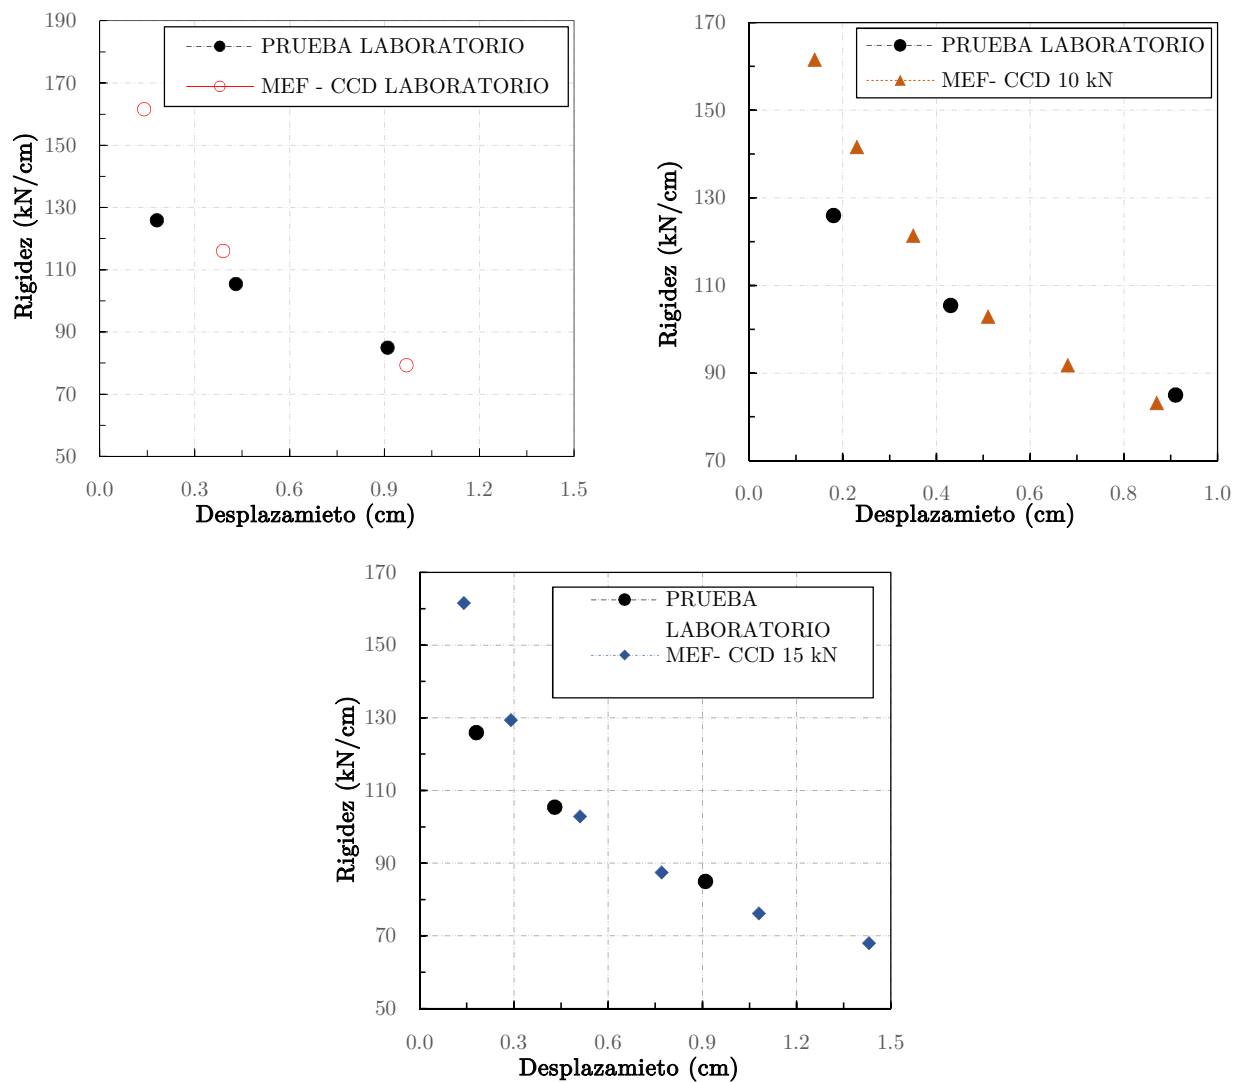 190
170
150
130
110
90
70
50
Rigidez (kN/cm)
PRUEBA LABORATORIO
MEF - CCD LABORATORIO
0.0 0.3 0.6 0.9 1.2 1.5
Desplazamieto (cm)
170
150
130
110
90
70
Rigidez (kN/cm)
PRUEBA LABORATORIO
MEF- CCD 10 kN
0.0 0.2 0.4 0.6 0.8 1.0
Desplazamieto (cm)
170
150
130
110
90
70
50
Rigidez (kN/cm)
PRUEBA
LABORATORIO
MEF- CCD 15 kN
0.0 0.3 0.6 0.9 1.2 1.5
Desplazamieto (cm)